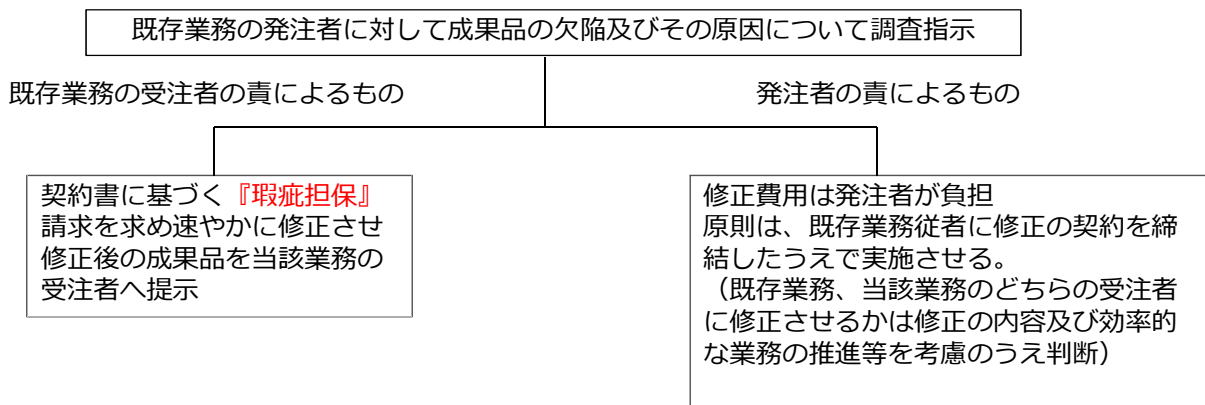 既存業務の発注者に対して成果品の欠陥及びその原因について調査指示
既存業務の受注者の責によるもの
発注者の責によるもの
契約書に基づく『瑕疵担保』
請求を求め速やかに修正させ
修正後の成果品を当該業務の
受注者へ提示
修正費用は発注者が負担
原則は、既存業務従者に修正の契約を締
結したうえで実施させる。
（既存業務、当該業務のどちらの受注者
に修正させるかは修正の内容及び効率的
な業務の推進等を考慮のうえ判断）